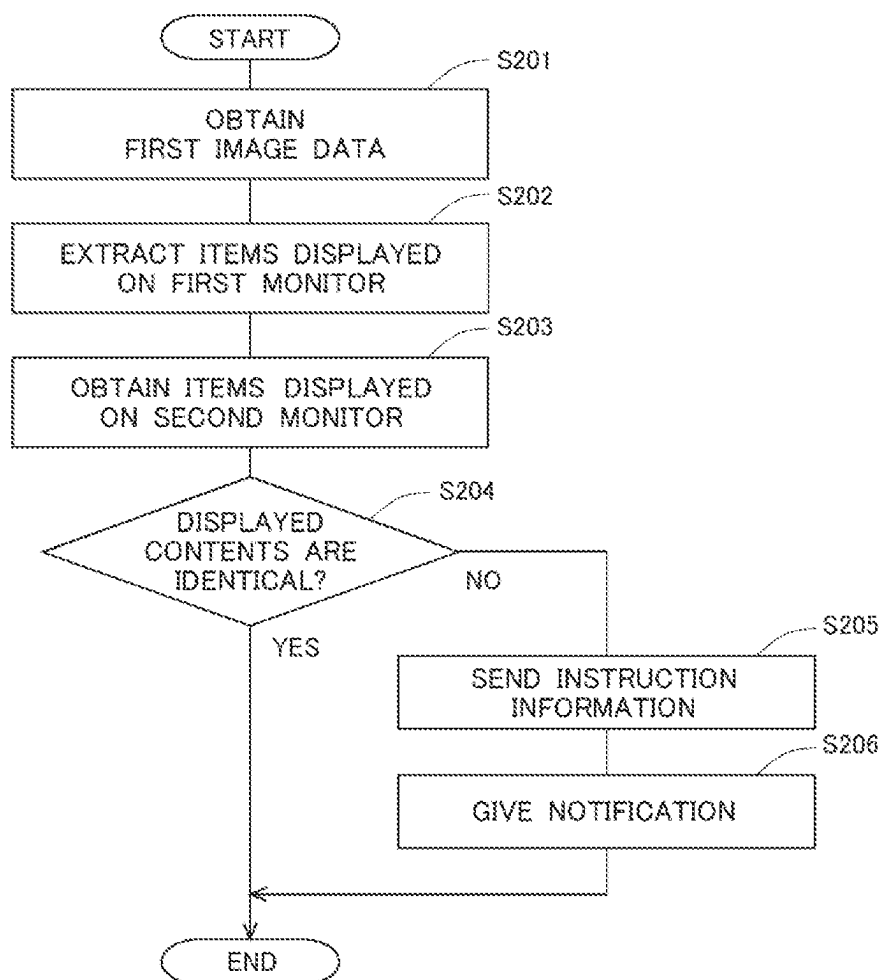 START
S201
OBTAIN
FIRST IMAGE DATA
S202
EXTRACT ITEMS DISPLAYED
ON FIRST MONITOR
S203
OBTAIN ITEMS DISPLAYED
ON SECOND MONITOR
S204
DISPLAYED
CONTENTS ARE
IDENTICAL?
NO
YES
S205
SEND INSTRUCTION
INFORMATION
S206
GIVE NOTIFICATION
END